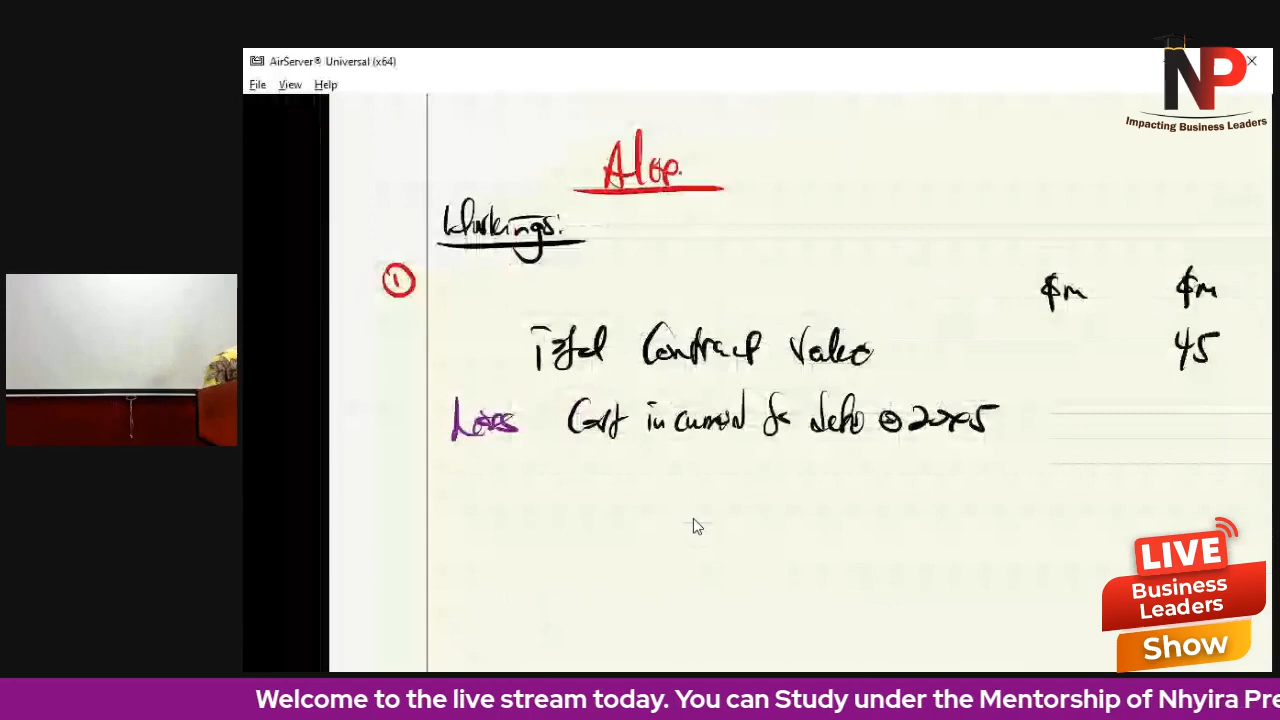 AirServer® Universal (x64)
File View Help
NP
Impacting Business Leaders
Alop.
Workings:
1
$m $m
Total Contract Value 45
Less Cost incurred to date @ 20x5
LIVE
Business
Leaders
Show
Welcome to the live stream today. You can Study under the Mentorship of Nhyira Pre